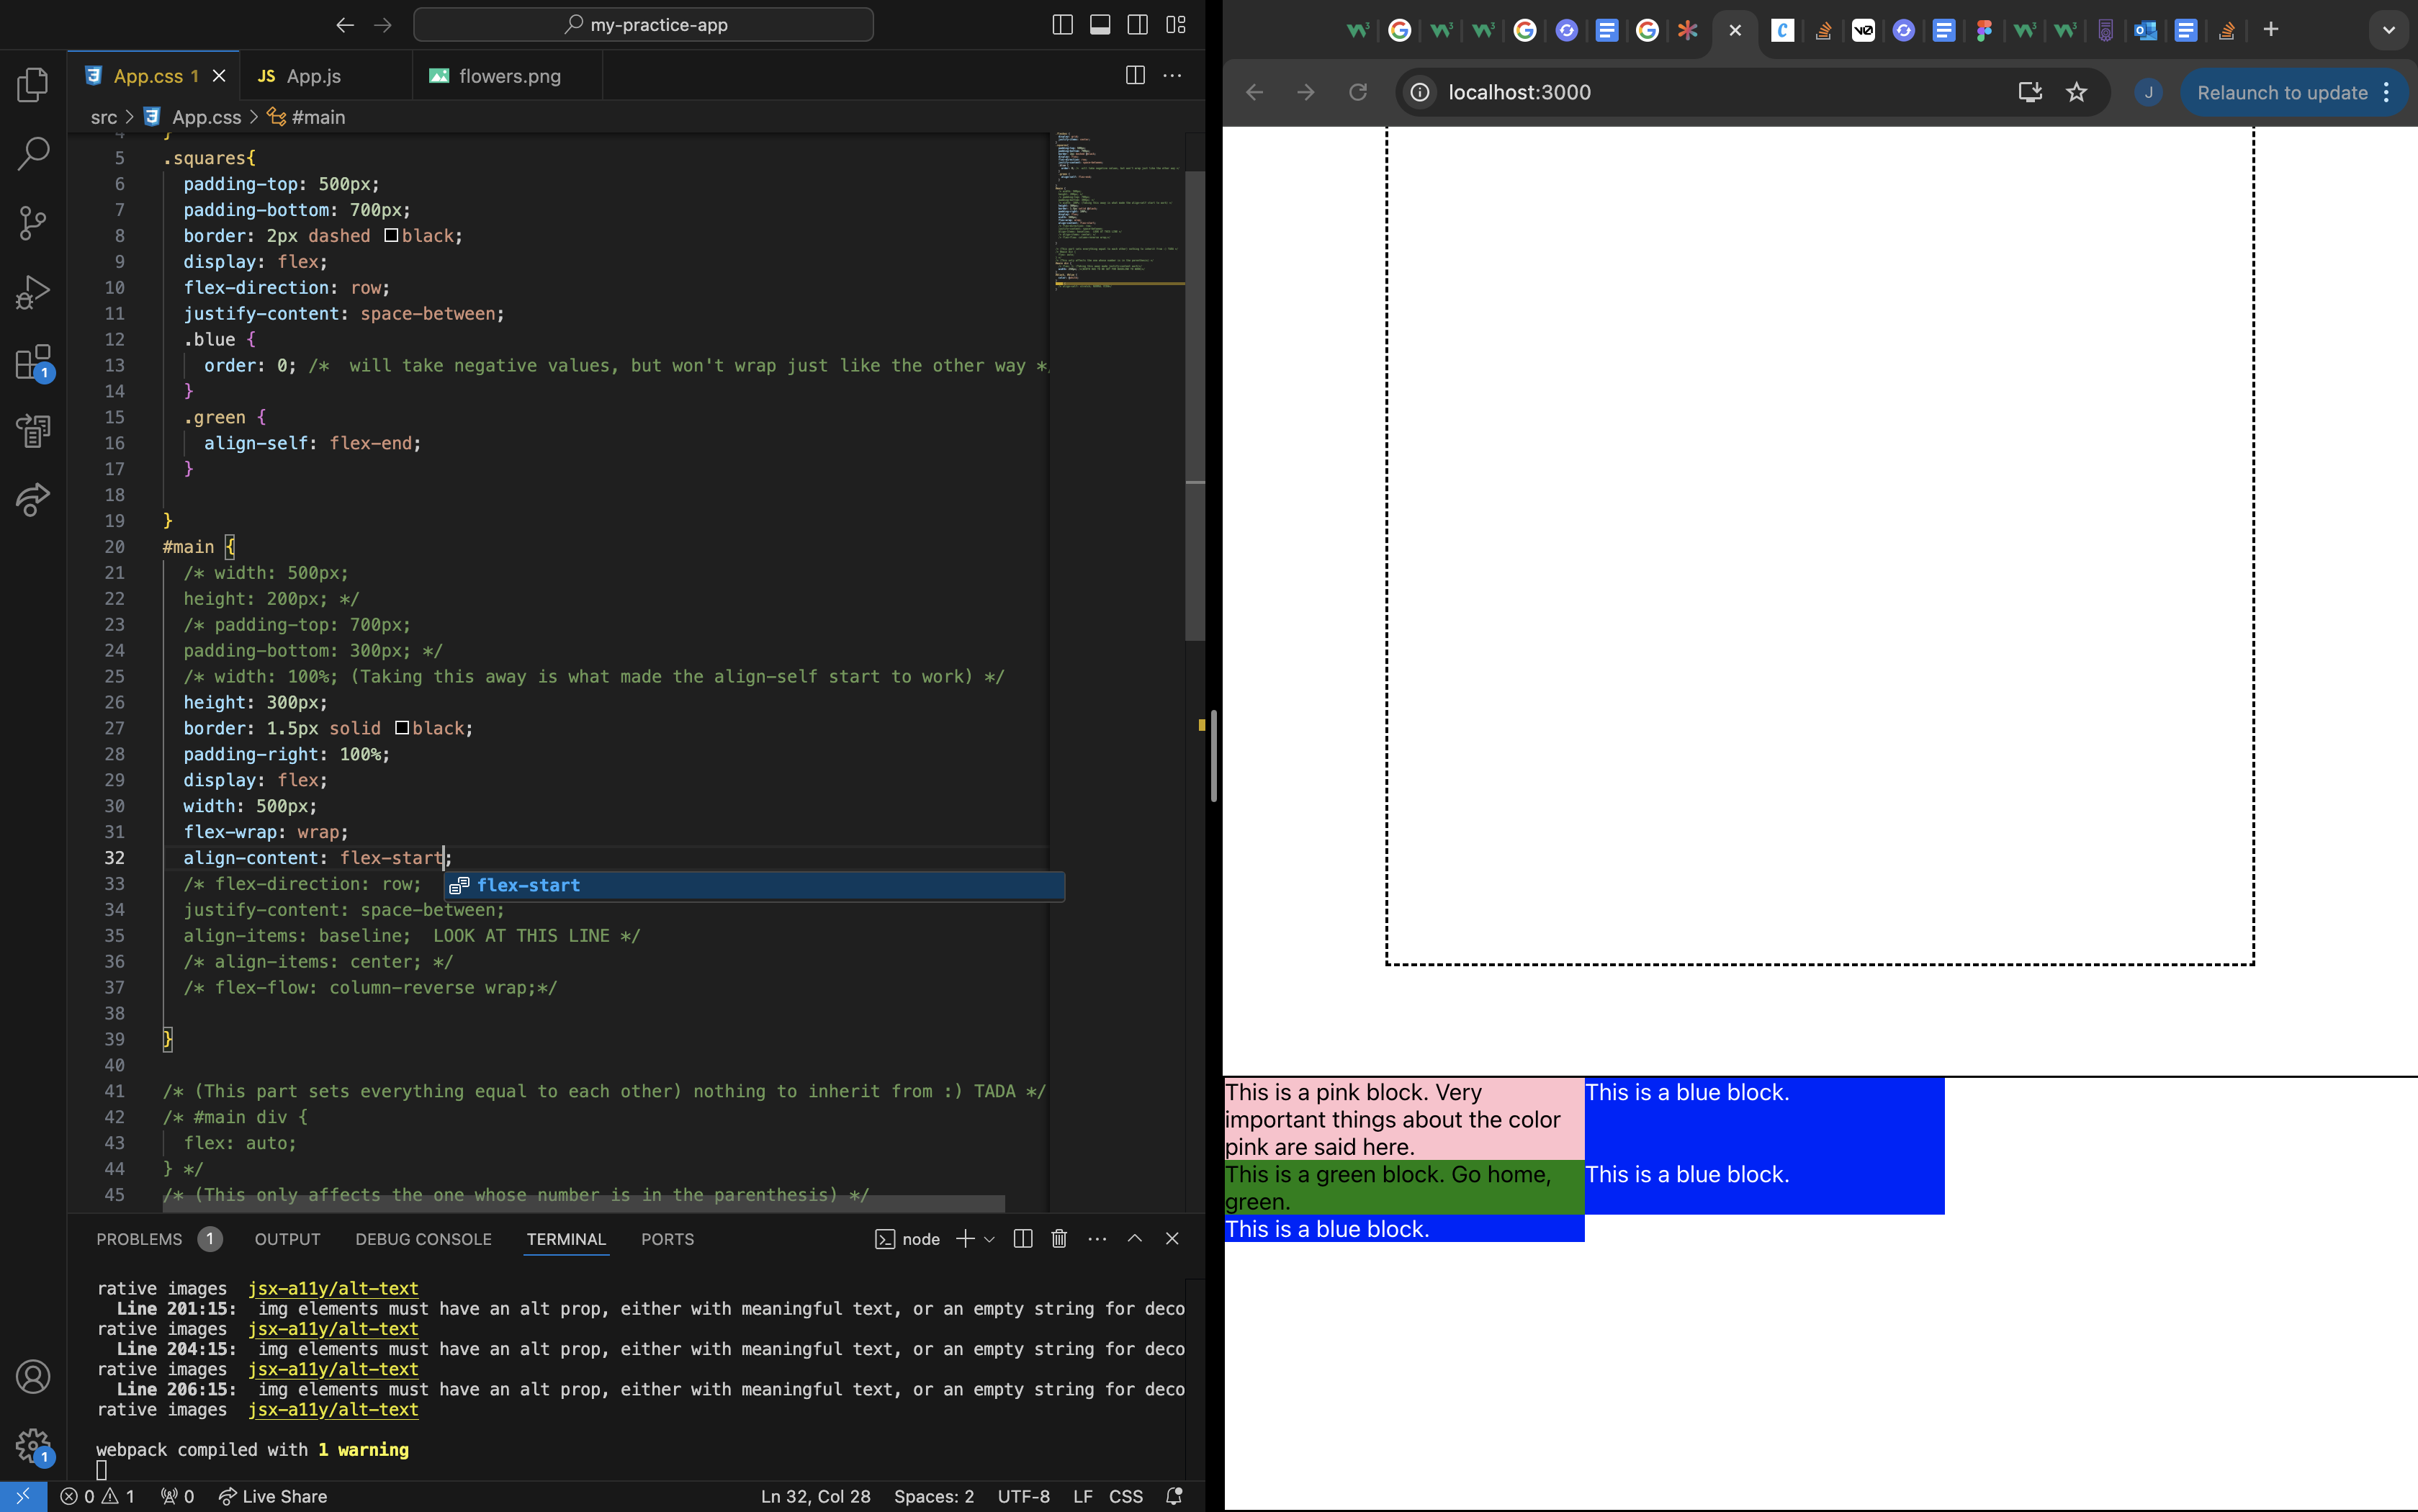 my-practice-app
App.css 1
JS App.js
flowers.png
src > App.css > #main
4 }
5 .squares{
6 padding-top: 500px;
7 padding-bottom: 700px;
8 border: 2px dashed black;
9 display: flex;
10 flex-direction: row;
11 justify-content: space-between;
12 .blue {
13 order: 0; /*  will take negative values, but won't wrap just like the other way *
14 }
15 .green {
16 align-self: flex-end;
17 }
18
19 }
20 #main {
21 /* width: 500px;
22 height: 200px; */
23 /* padding-top: 700px;
24 padding-bottom: 300px; */
25 /* width: 100%; (Taking this away is what made the align-self start to work) */
26 height: 300px;
27 border: 1.5px solid black;
28 padding-right: 100%;
29 display: flex;
30 width: 500px;
31 flex-wrap: wrap;
32 align-content: flex-start;
33 /* flex-direction: row;
flex-start
34 justify-content: space-between;
35 align-items: baseline;  LOOK AT THIS LINE */
36 /* align-items: center; */
37 /* flex-flow: column-reverse wrap;*/
38
39 }
40
41 /* (This part sets everything equal to each other) nothing to inherit from :) TADA */
42 /* #main div {
43 flex: auto;
44 } */
45 /* (This only affects the one whose number is in the parenthesis) */
PROBLEMS 1 OUTPUT DEBUG CONSOLE TERMINAL PORTS
node
rative images  jsx-a11y/alt-text
Line 201:15:  img elements must have an alt prop, either with meaningful text, or an empty string for deco
rative images  jsx-a11y/alt-text
Line 204:15:  img elements must have an alt prop, either with meaningful text, or an empty string for deco
rative images  jsx-a11y/alt-text
Line 206:15:  img elements must have an alt prop, either with meaningful text, or an empty string for deco
rative images  jsx-a11y/alt-text
webpack compiled with 1 warning
0 1 0 Live Share Ln 32, Col 28 Spaces: 2 UTF-8 LF CSS
1
1
localhost:3000
J
Relaunch to update
This is a pink block. Very
important things about the color
pink are said here.
This is a blue block.
This is a green block. Go home,
green.
This is a blue block.
This is a blue block.